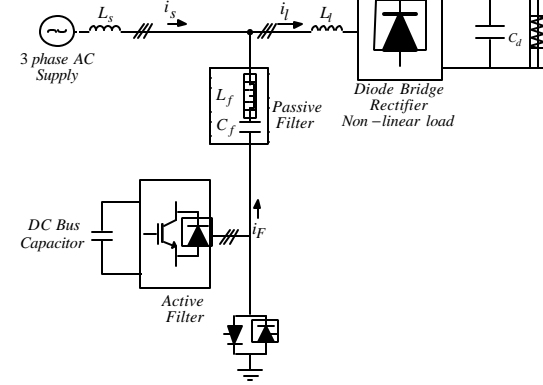 L_s
i_s
i_l
L_l
3 phase AC
Supply
C_d
L_f
C_f
Passive
Filter
Diode Bridge
Rectifier
Non-linear load
DC Bus
Capacitor
i_F
Active
Filter